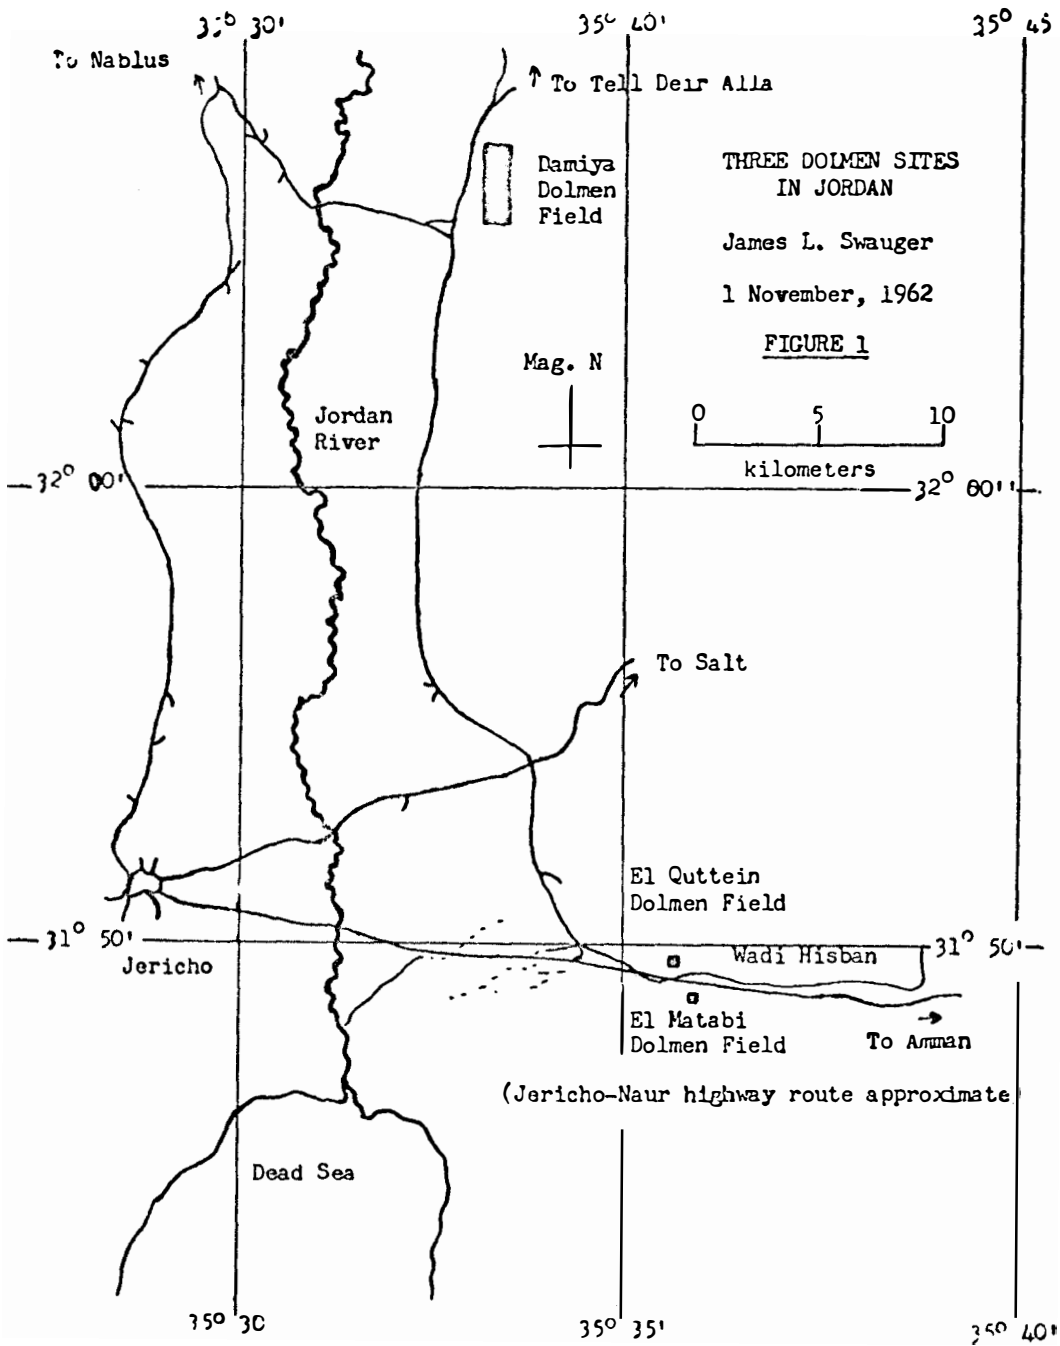 35° 30'
35° 40'
35° 45
To Nablus
To Tell Deir Alla
Damiya
Dolmen
Field
THREE DOLMEN SITES
IN JORDAN
James L. Swauger
1 November, 1962
FIGURE 1
Mag. N
0 5 10
kilometers
Jordan
River
32° 00'
32° 60''
To Salt
El Quttein
Dolmen Field
31° 50'
31° 50'
Wadi Hisban
Jericho
El Matabi
Dolmen Field
To Amman
(Jericho-Naur highway route approximate)
Dead Sea
35° 30
35° 35'
35° 40'